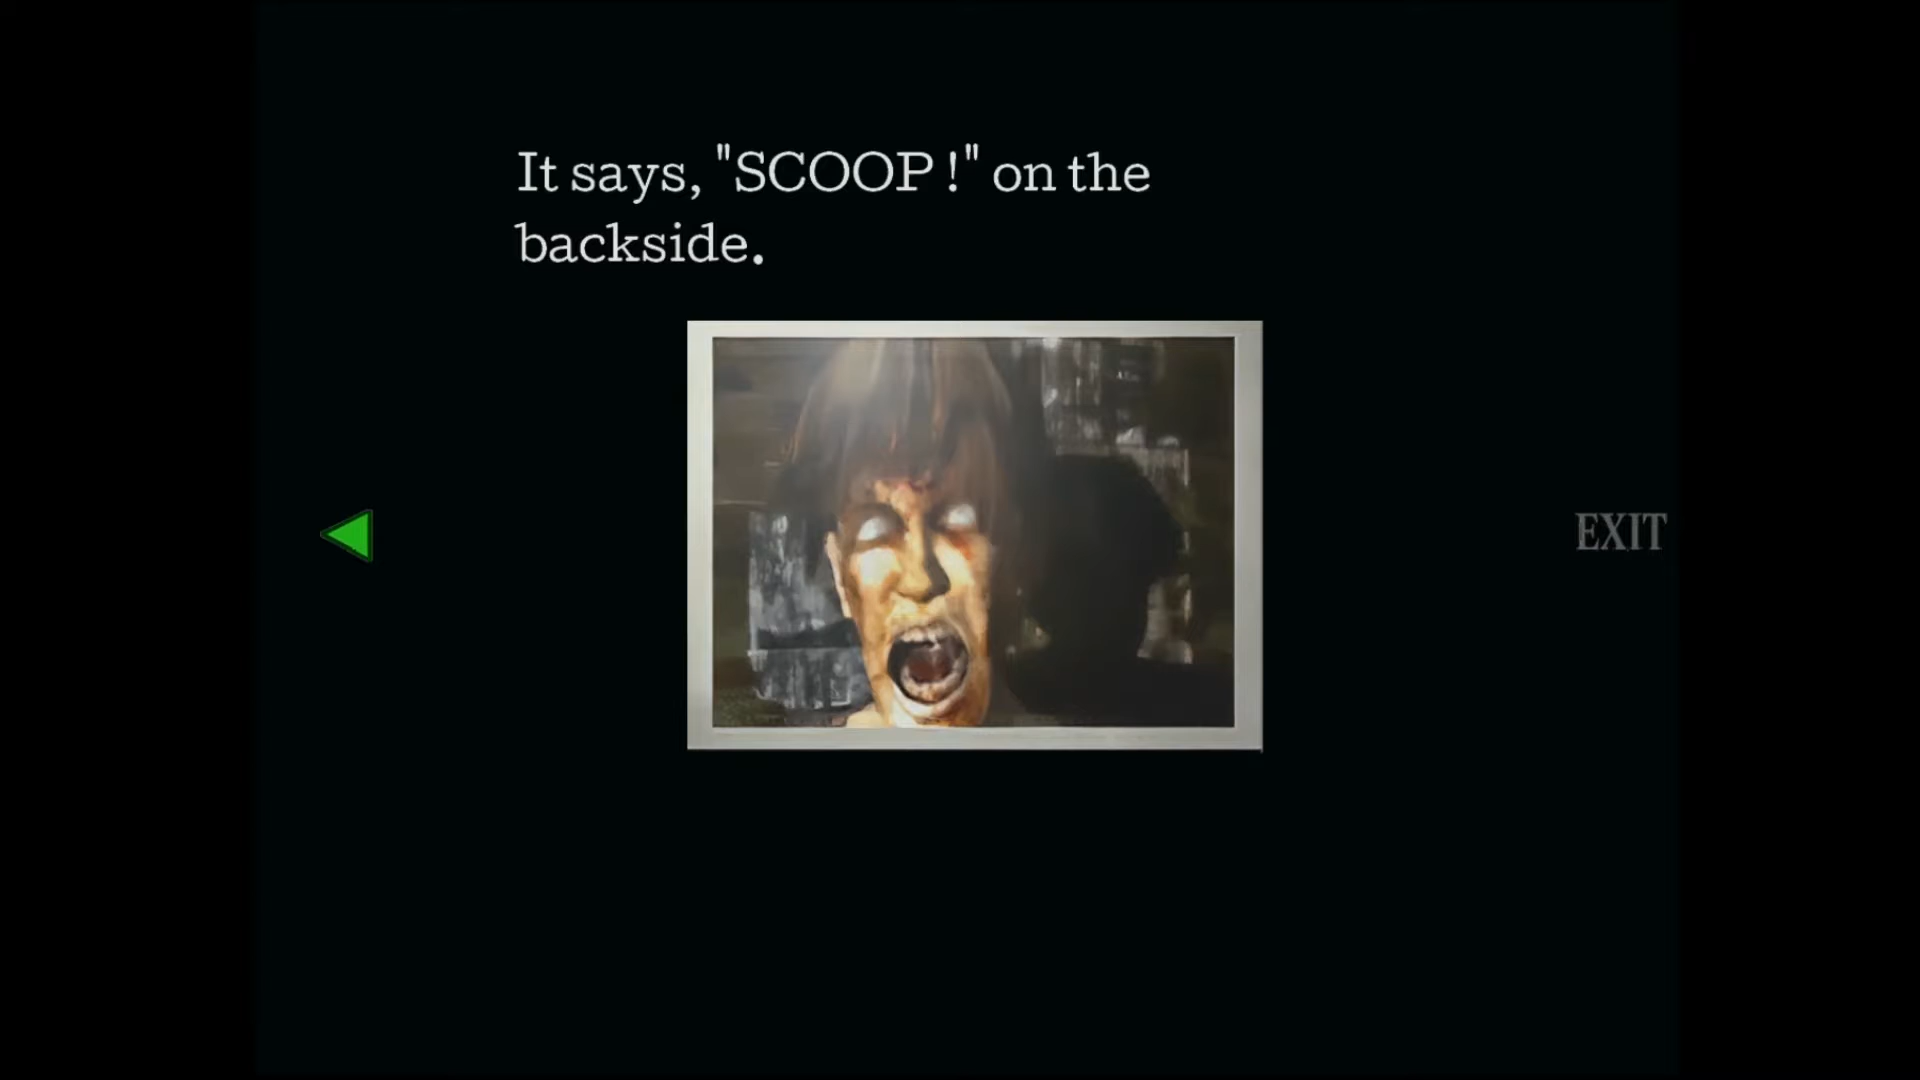 It says, "SCOOP !" on the
backside.
EXIT